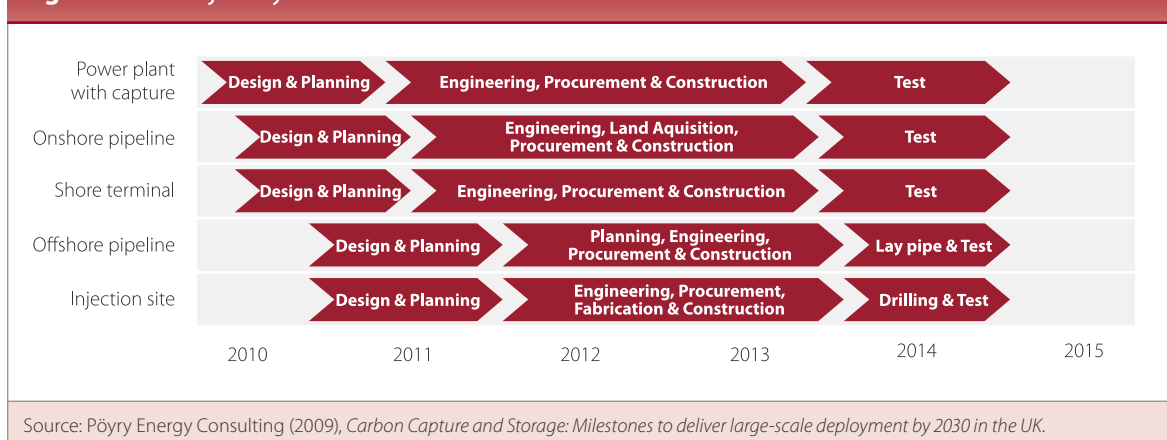 Power plant
with capture
Design & Planning
Engineering, Procurement & Construction
Test
Onshore pipeline
Design & Planning
Engineering, Land Aquisition,
Procurement & Construction
Test
Shore terminal
Design & Planning
Engineering, Procurement & Construction
Test
Offshore pipeline
Design & Planning
Planning, Engineering,
Procurement & Construction
Lay pipe & Test
Injection site
Design & Planning
Engineering, Procurement,
Fabrication & Construction
Drilling & Test
2010 2011 2012 2013 2014 2015
Source: Pöyry Energy Consulting (2009), Carbon Capture and Storage: Milestones to deliver large-scale deployment by 2030 in the UK.